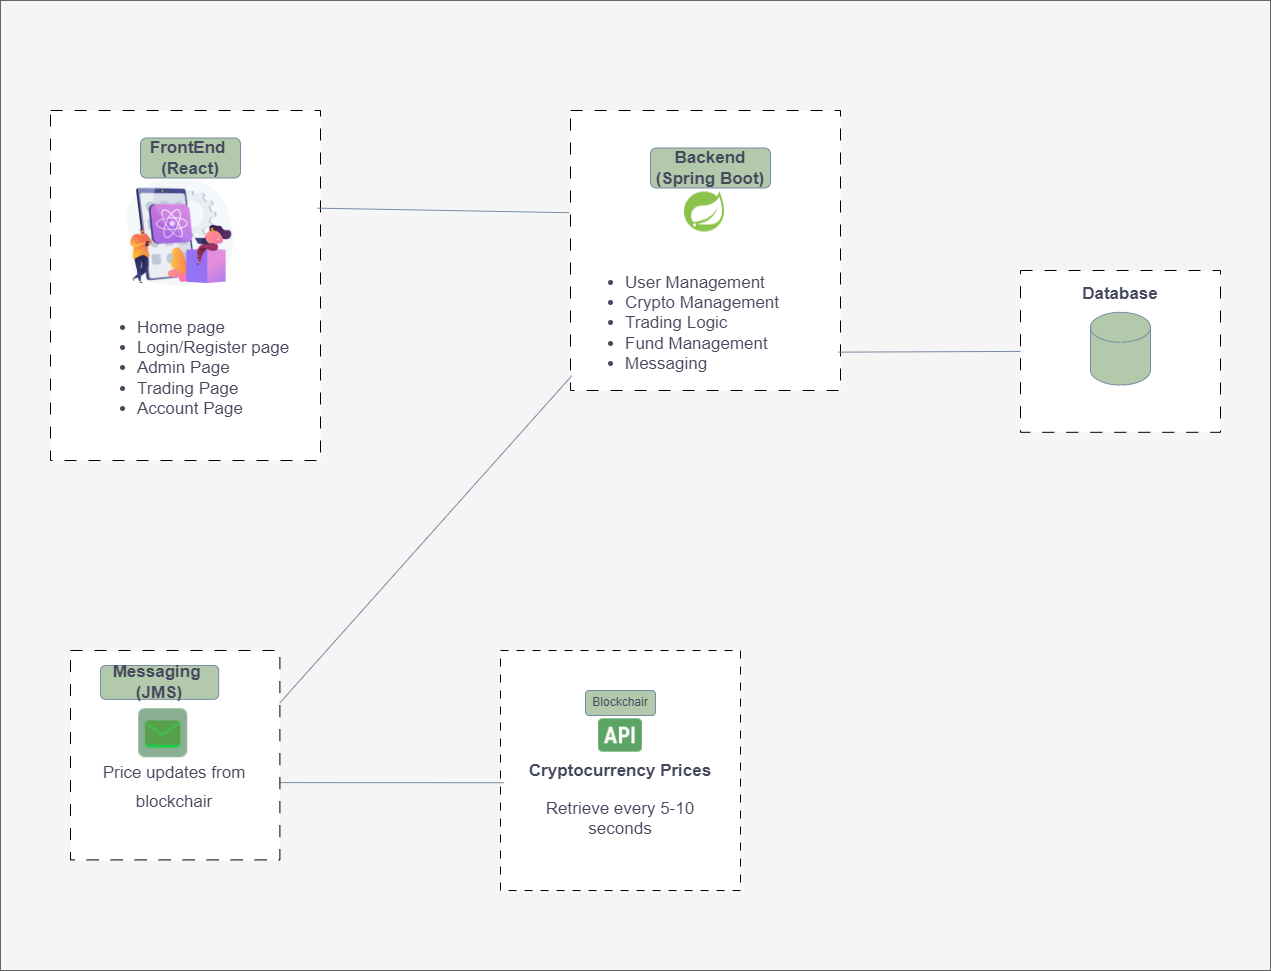 FrontEnd
(React)
Home page
Login/Register page
Admin Page
Trading Page
Account Page
Backend
(Spring Boot)
User Management
Crypto Management
Trading Logic
Fund Management
Messaging
Database
Messaging
(JMS)
Price updates from
blockchair
Blockchair
API
Cryptocurrency Prices
Retrieve every 5-10
seconds